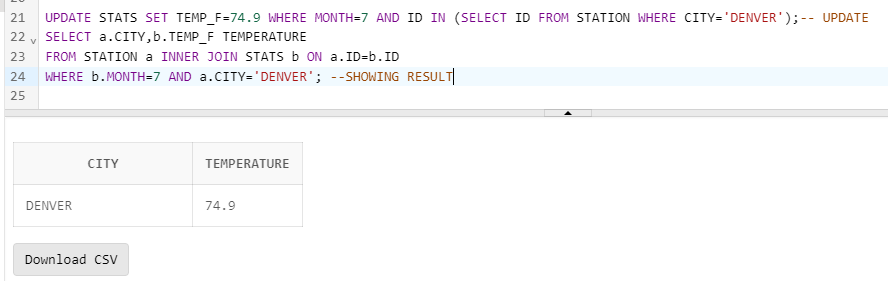 21 UPDATE STATS SET TEMP_F=74.9 WHERE MONTH=7 AND ID IN (SELECT ID FROM STATION WHERE CITY='DENVER');-- UPDATE
22 SELECT a.CITY,b.TEMP_F TEMPERATURE
23 FROM STATION a INNER JOIN STATS b ON a.ID=b.ID
24 WHERE b.MONTH=7 AND a.CITY='DENVER'; --SHOWING RESULT
25
CITY TEMPERATURE
DENVER 74.9
Download CSV